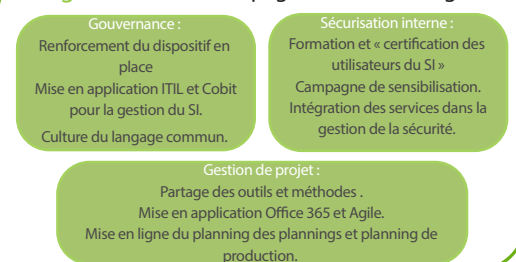 Gouvernance :
Renforcement du dispositif en
place
Mise en application ITIL et Cobit
pour la gestion du SI.
Culture du langage commun.
Sécurisation interne :
Formation et « certification des
utilisateurs du SI »
Campagne de sensibilisation.
Intégration des services dans la
gestion de la sécurité.
Gestion de projet :
Partage des outils et méthodes .
Mise en application Office 365 et Agile.
Mise en ligne du planning des plannings et planning de
production.